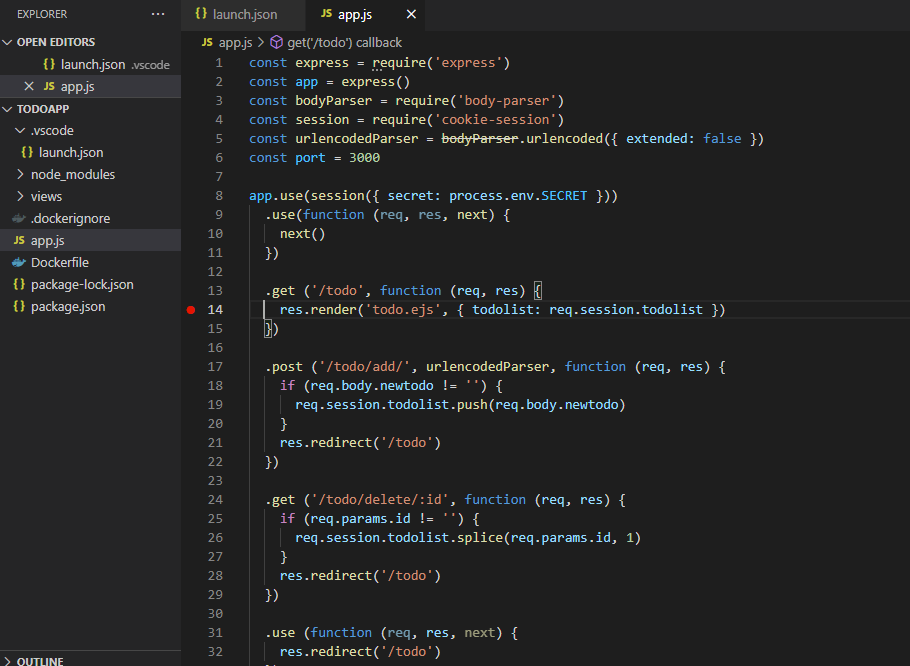 EXPLORER ...
OPEN EDITORS
{} launch.json .vscode
JS app.js
TODOAPP
.vscode
{} launch.json
node_modules
views
.dockerignore
JS app.js
Dockerfile
{} package-lock.json
{} package.json
OUTLINE
{} launch.json
JS app.js
JS app.js > get('/todo') callback
1 const express = require('express')
2 const app = express()
3 const bodyParser = require('body-parser')
4 const session = require('cookie-session')
5 const urlencodedParser = bodyParser.urlencoded({ extended: false })
6 const port = 3000
7
8 app.use(session({ secret: process.env.SECRET }))
9 .use(function (req, res, next) {
10 next()
11 })
12
13 .get ('/todo', function (req, res) {
14 res.render('todo.ejs', { todolist: req.session.todolist })
15 })
16
17 .post ('/todo/add/', urlencodedParser, function (req, res) {
18 if (req.body.newtodo != '') {
19 req.session.todolist.push(req.body.newtodo)
20 }
21 res.redirect('/todo')
22 })
23
24 .get ('/todo/delete/:id', function (req, res) {
25 if (req.params.id != '') {
26 req.session.todolist.splice(req.params.id, 1)
27 }
28 res.redirect('/todo')
29 })
30
31 .use (function (req, res, next) {
32 res.redirect('/todo')